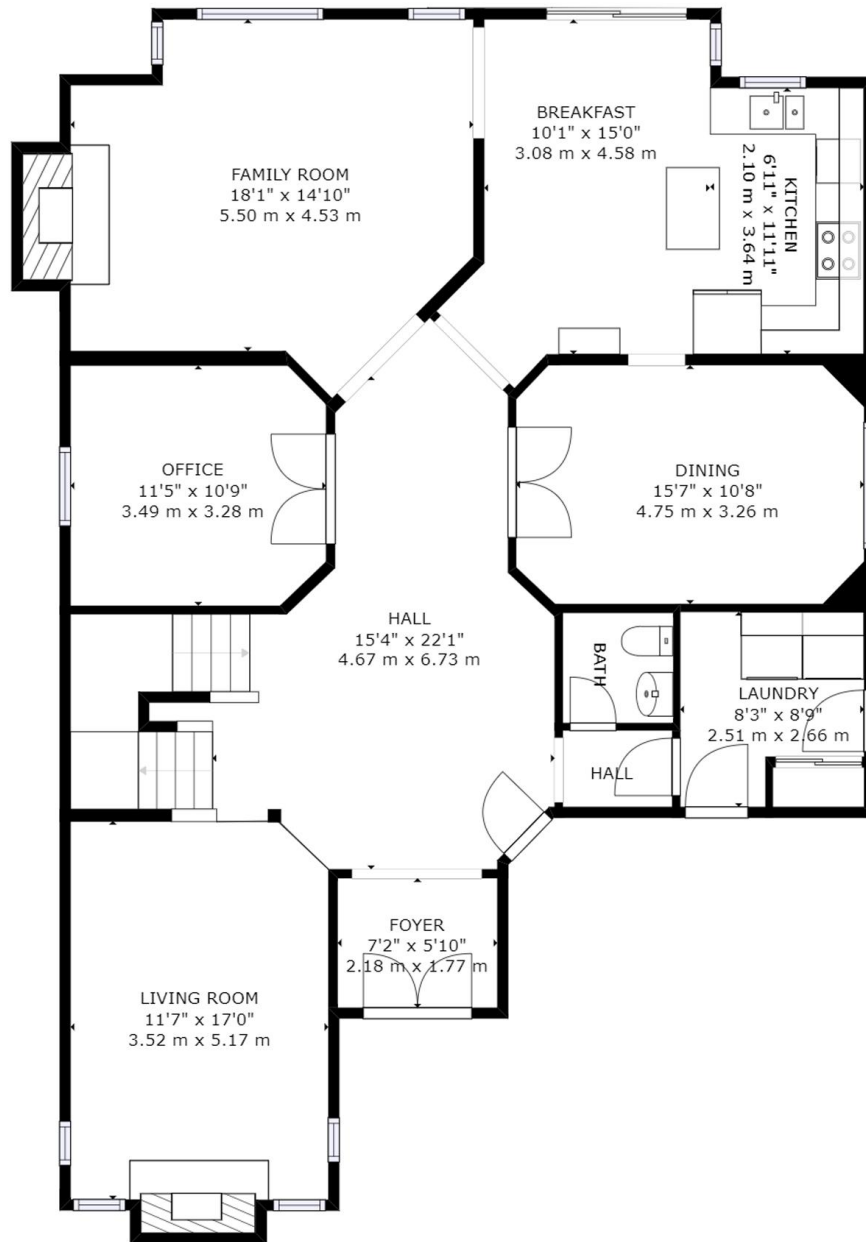 BREAKFAST
10'1" x 15'0"
3.08 m x 4.58 m
FAMILY ROOM
18'1" x 14'10"
5.50 m x 4.53 m
KITCHEN
6'11" x 11'11"
2.10 m x 3.64 m
OFFICE
11'5" x 10'9"
3.49 m x 3.28 m
DINING
15'7" x 10'8"
4.75 m x 3.26 m
HALL
15'4" x 22'1"
4.67 m x 6.73 m
BATH
LAUNDRY
8'3" x 8'9"
2.51 m x 2.66 m
HALL
FOYER
7'2" x 5'10"
2.18 m x 1.77 m
LIVING ROOM
11'7" x 17'0"
3.52 m x 5.17 m